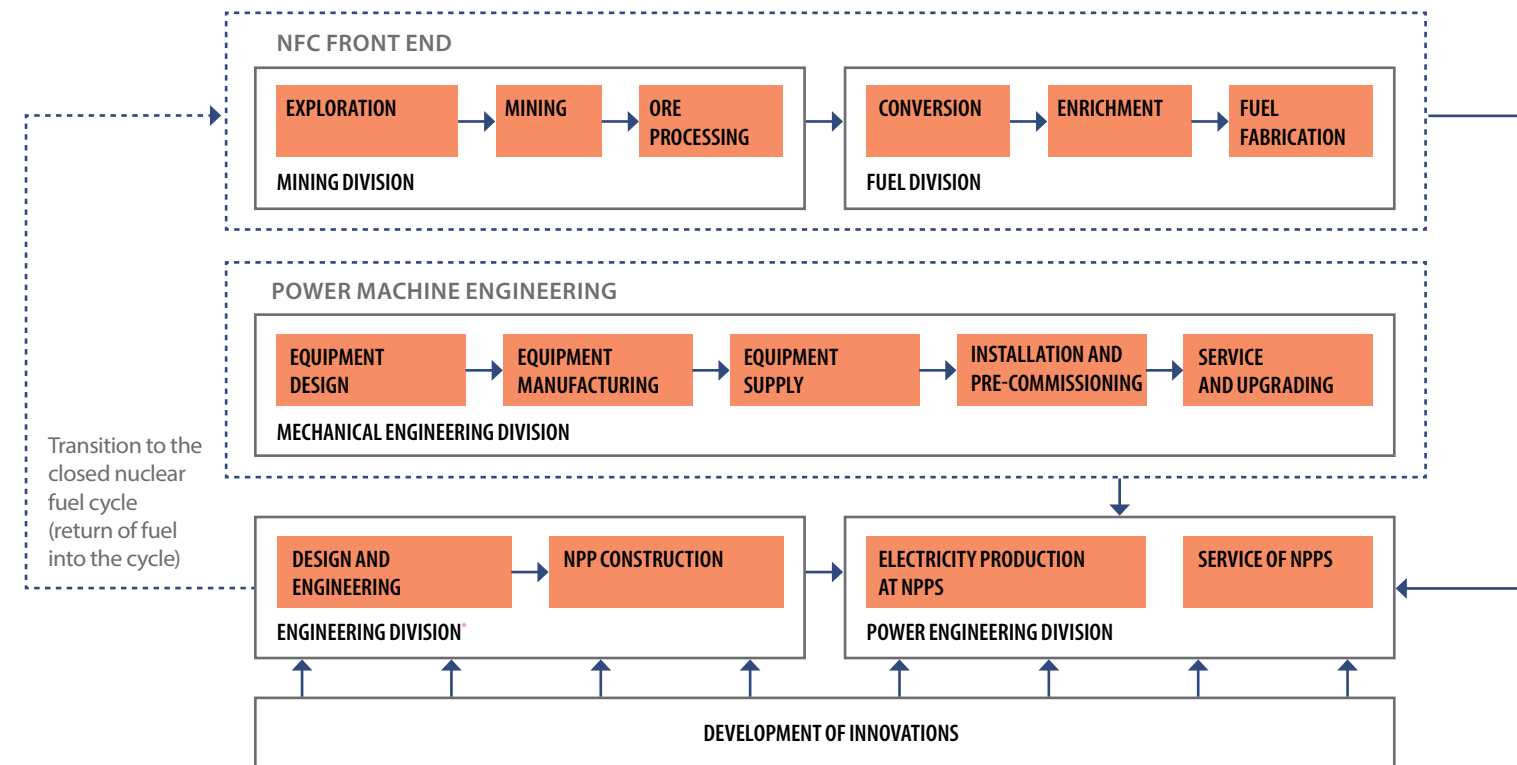 NFC FRONT END
EXPLORATION
MINING
ORE
PROCESSING
MINING DIVISION
CONVERSION
ENRICHMENT
FUEL
FABRICATION
FUEL DIVISION
POWER MACHINE ENGINEERING
EQUIPMENT
DESIGN
EQUIPMENT
MANUFACTURING
EQUIPMENT
SUPPLY
INSTALLATION AND
PRE-COMMISSIONING
SERVICE
AND UPGRADING
MECHANICAL ENGINEERING DIVISION
Transition to the
closed nuclear
fuel cycle
(return of fuel
into the cycle)
DESIGN AND
ENGINEERING
NPP CONSTRUCTION
ENGINEERING DIVISION*
ELECTRICITY PRODUCTION
AT NPPS
SERVICE OF NPPS
POWER ENGINEERING DIVISION
DEVELOPMENT OF INNOVATIONS